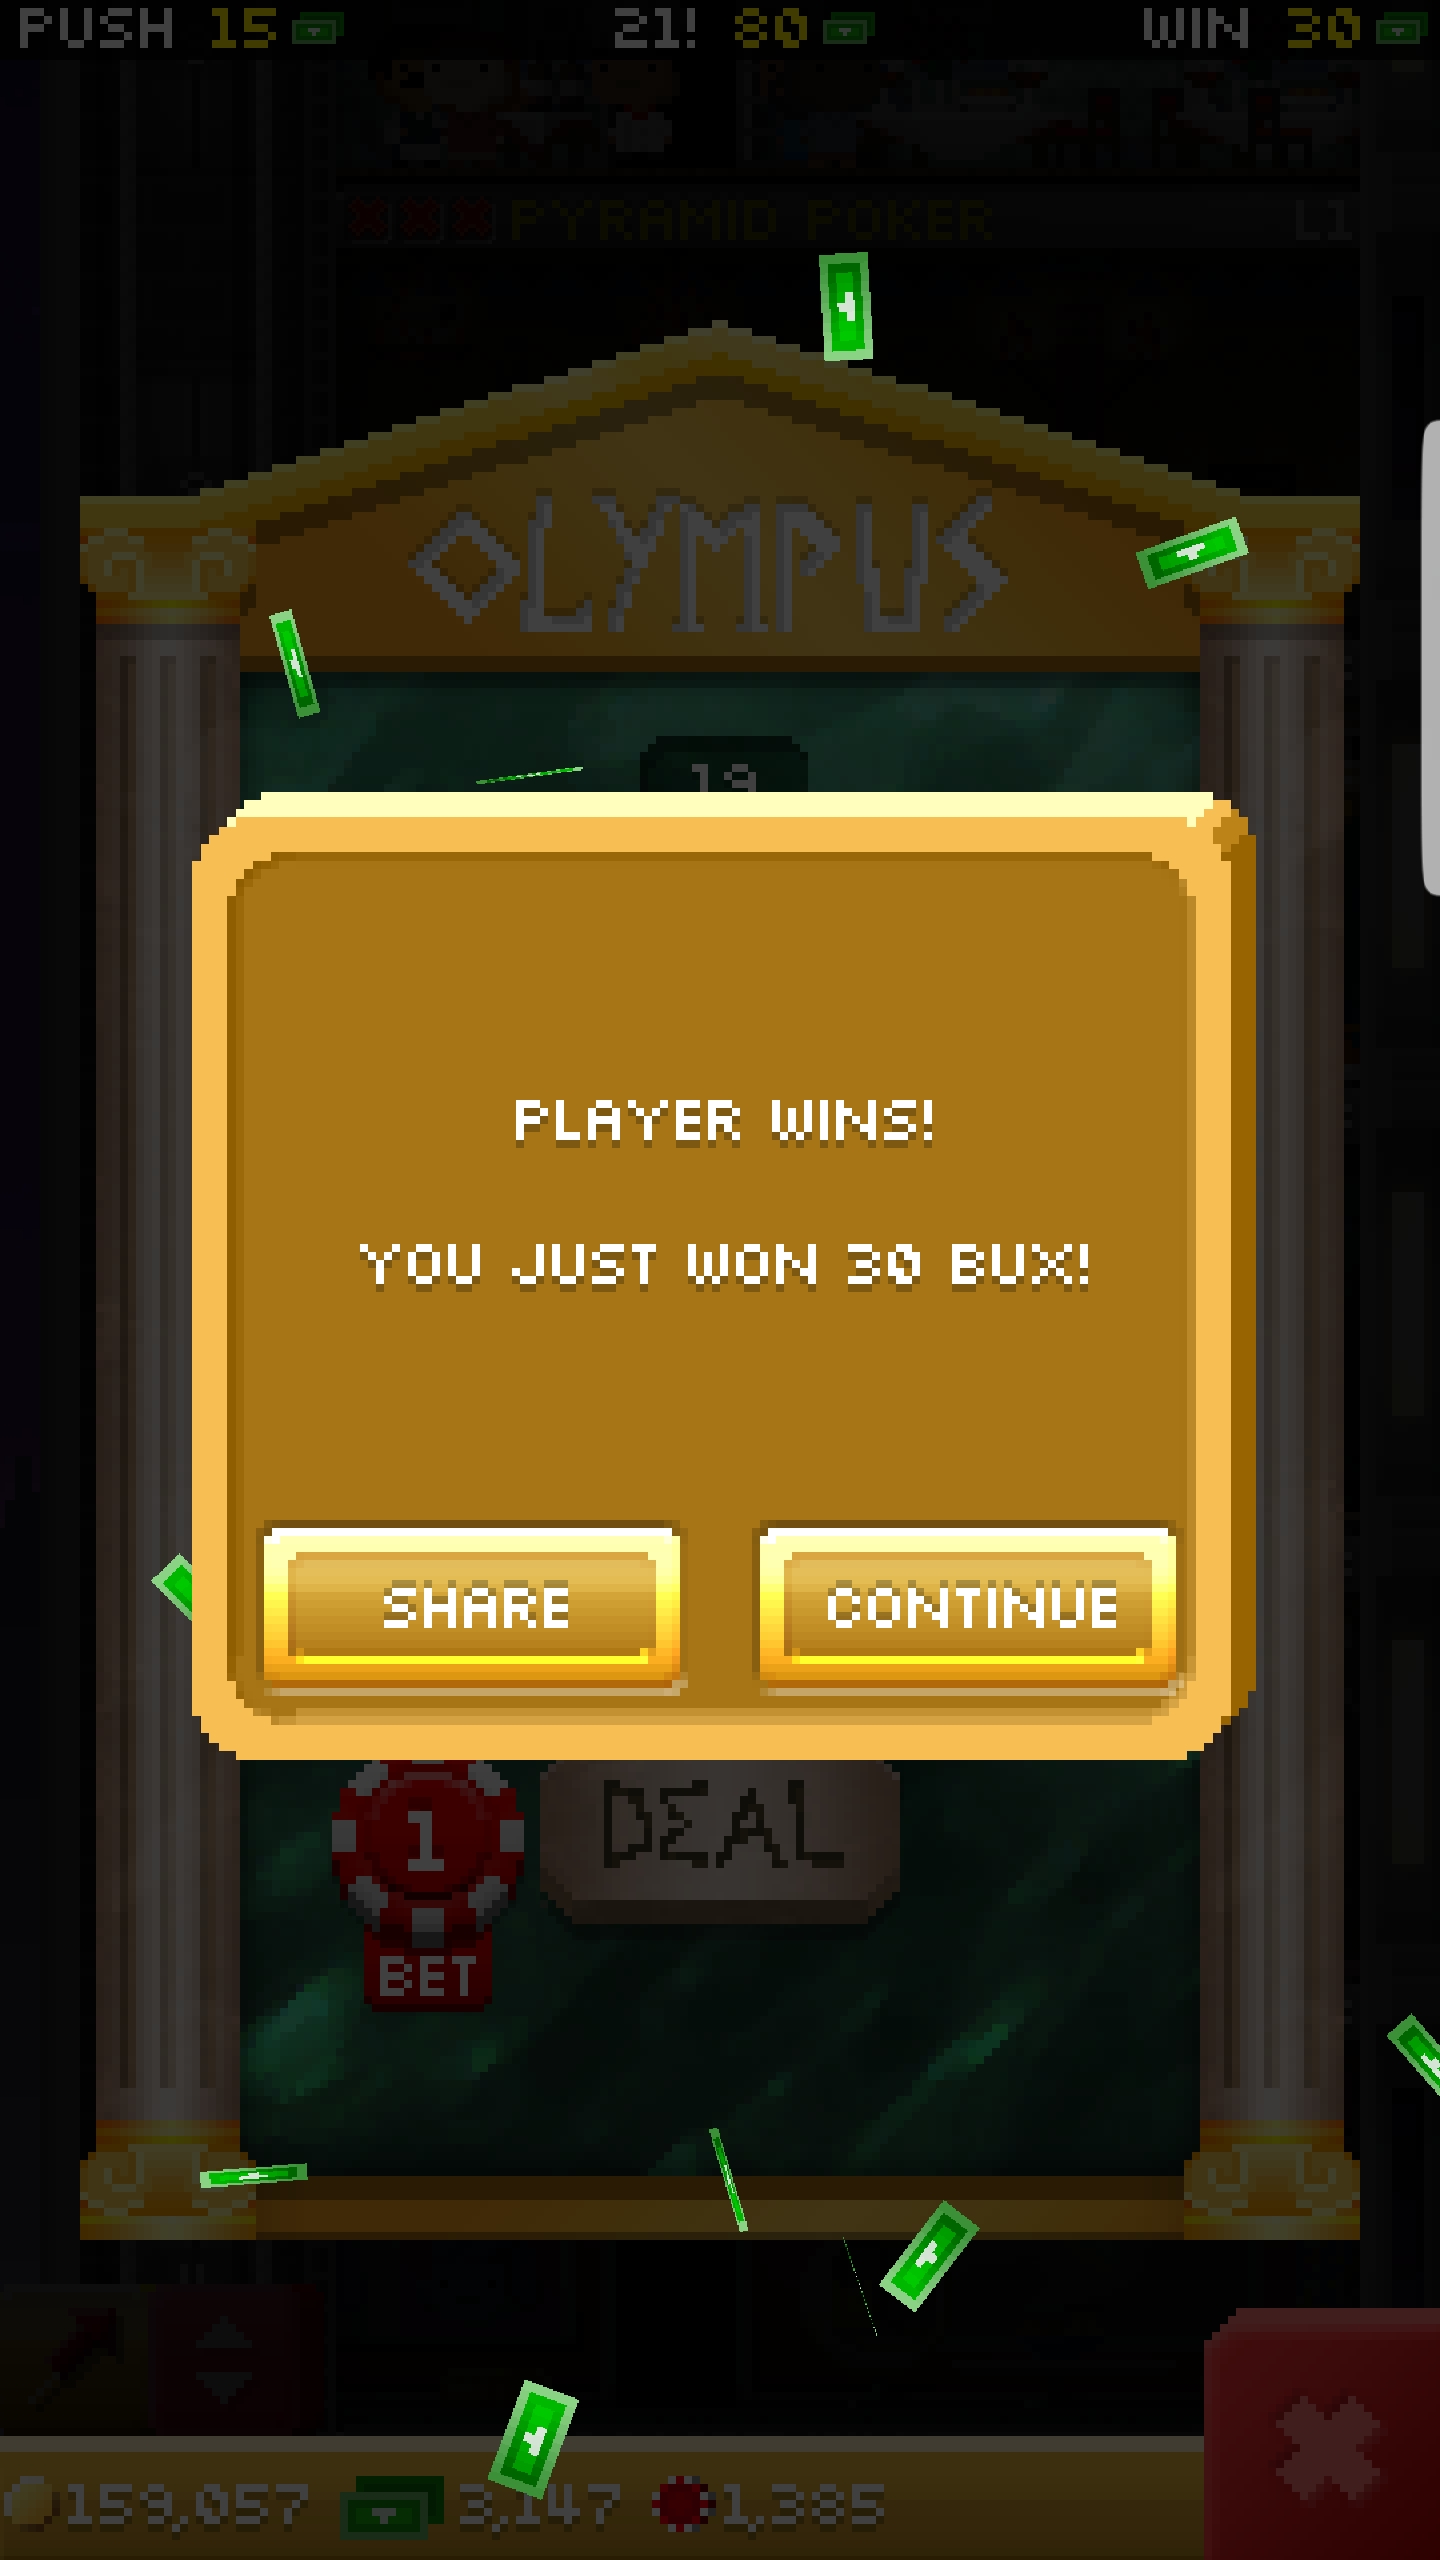 PUSH 15 21! 80 WIN 30
PYRAMID POKER L1
OLYMPUS
19
PLAYER WINS!
YOU JUST WON 30 BUX!
SHARE CONTINUE
1 DEAL
BET
159,057 3,147 1,385